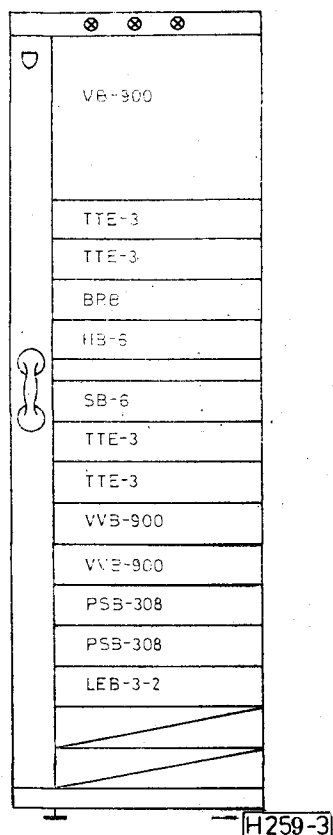 VB-900
TTE-3
TTE-3
BRB
HB-6
SB-6
TTE-3
TTE-3
VVB-900
VVB-900
PSB-308
PSB-308
LEB-3-2
H259-3